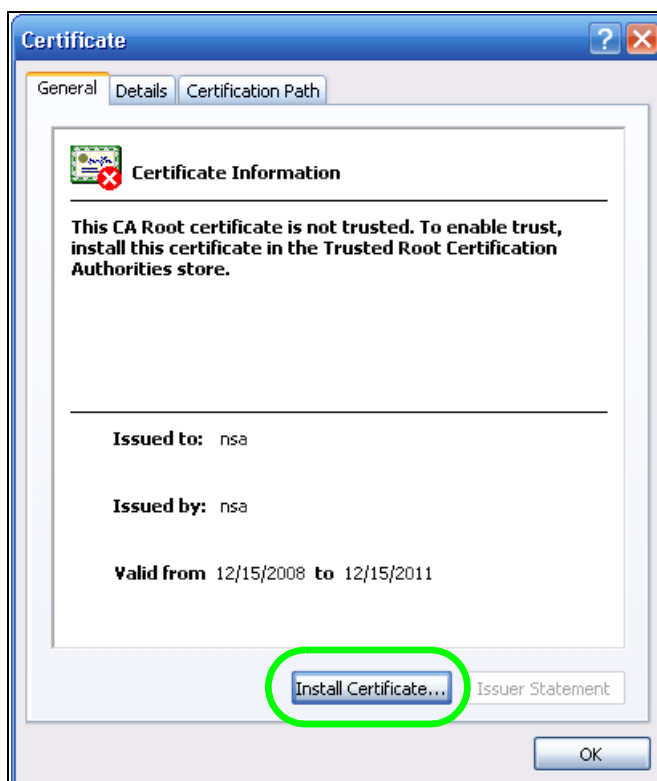 Certificate
General Details Certification Path
Certificate Information
This CA Root certificate is not trusted. To enable trust,
install this certificate in the Trusted Root Certification
Authorities store.
Issued to: nsa
Issued by: nsa
Valid from 12/15/2008 to 12/15/2011
Install Certificate... Issuer Statement
OK